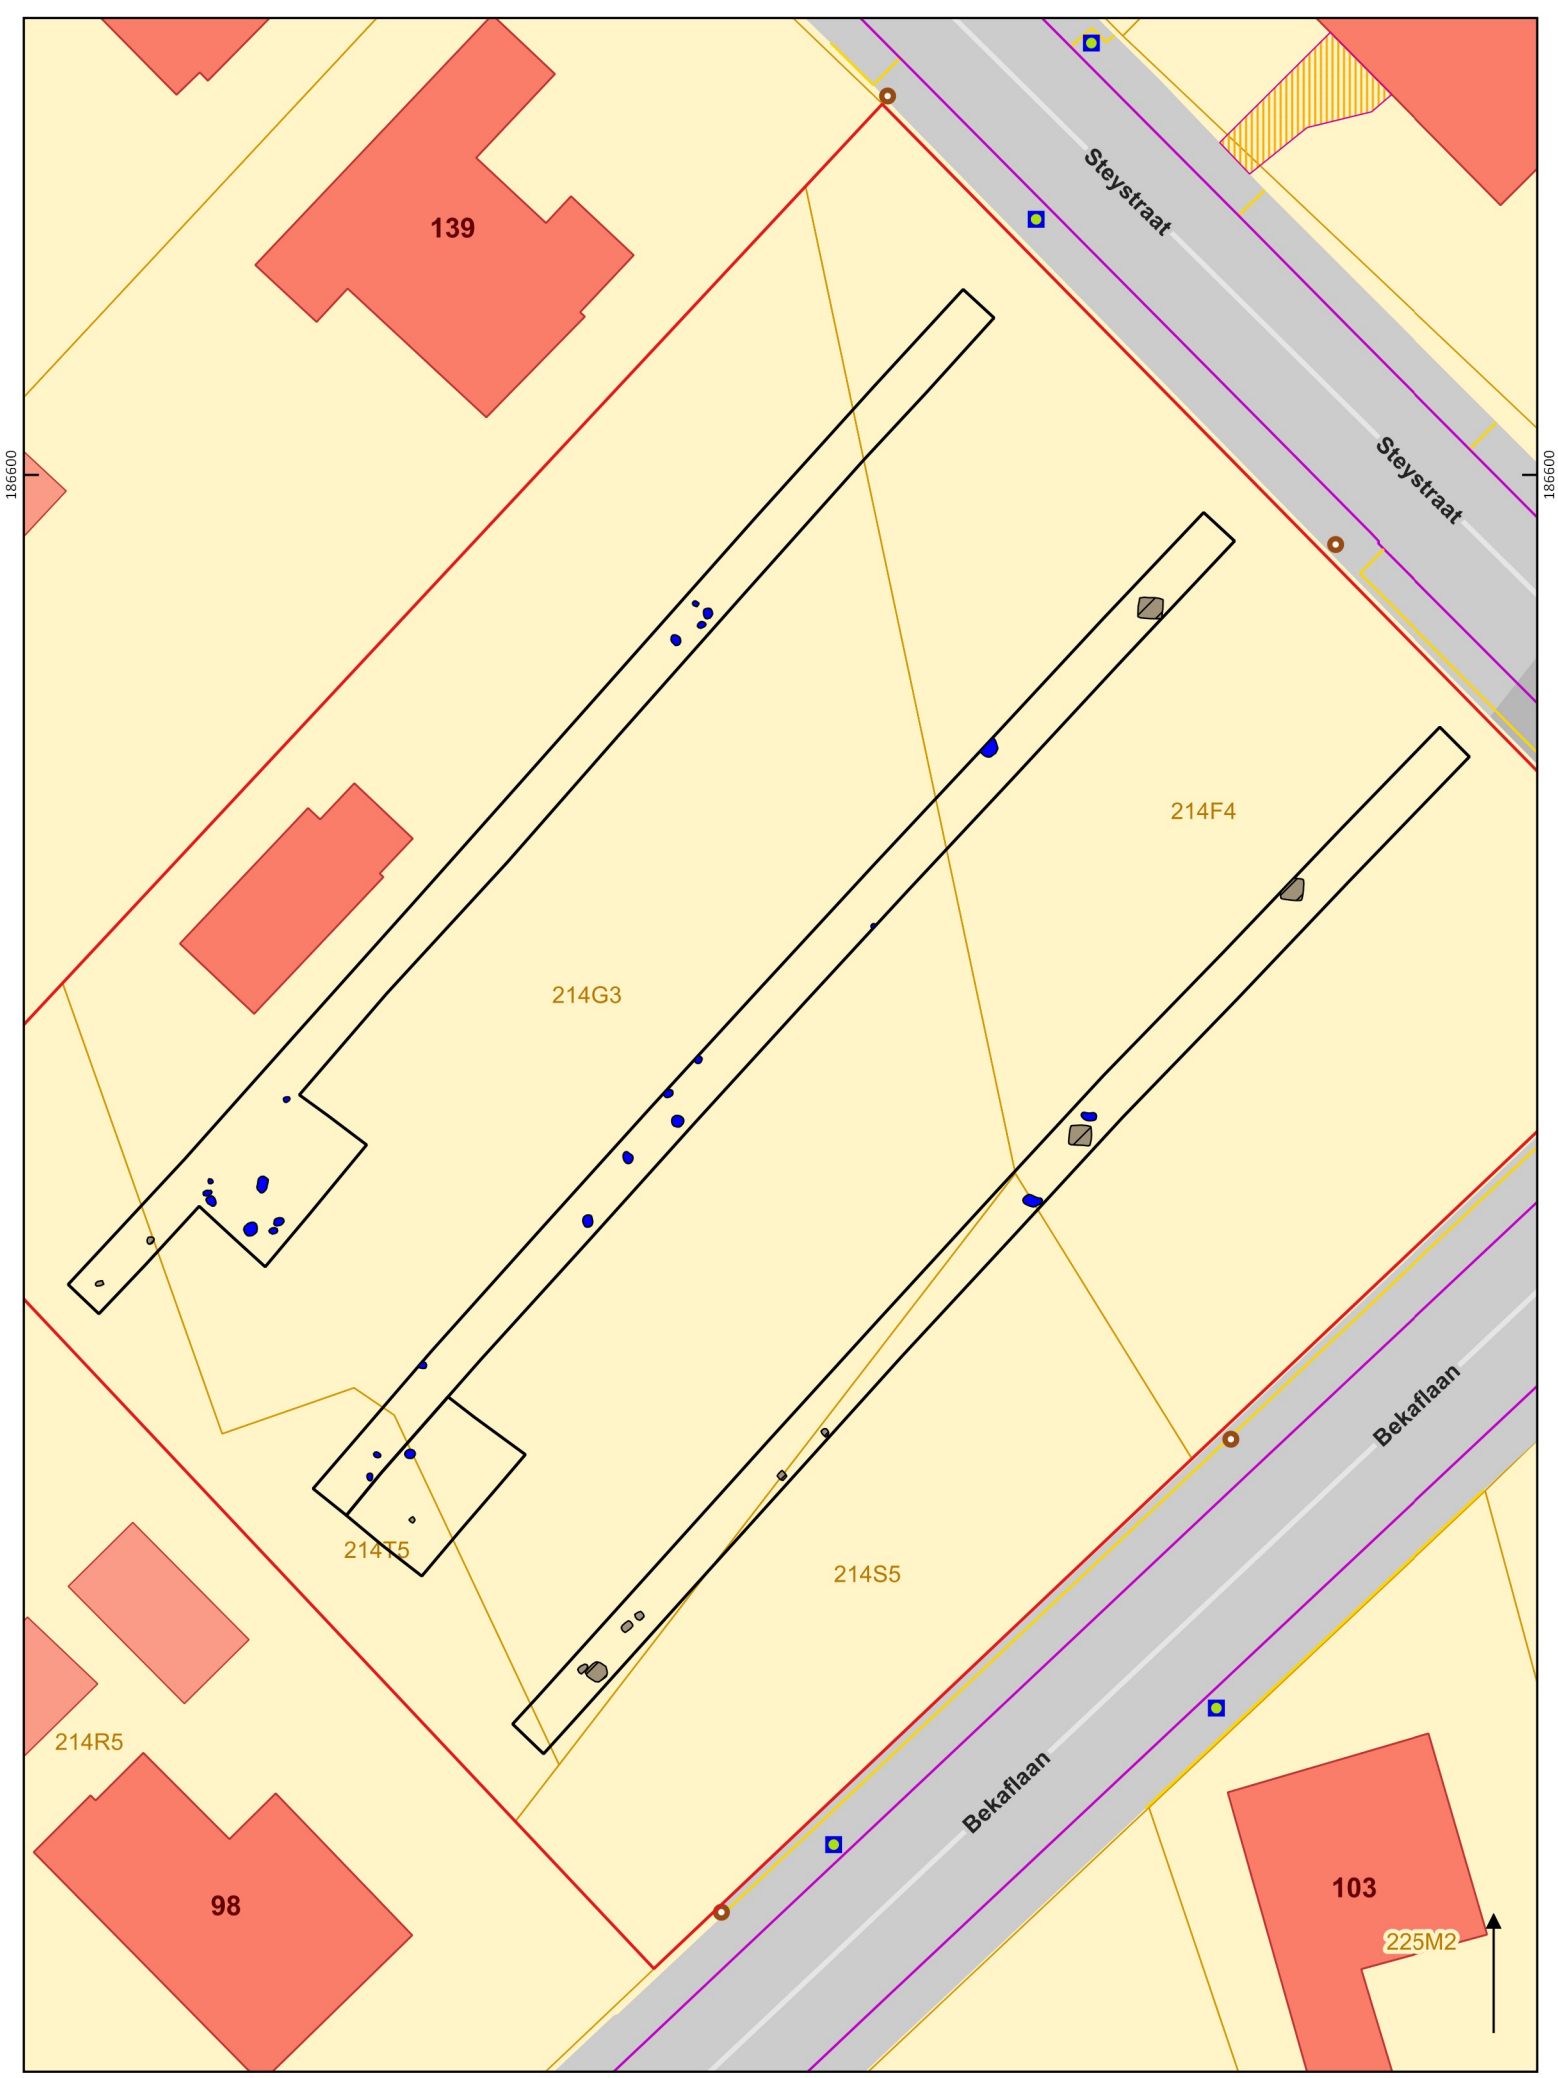 139
Steystraat
Steystraat
186600
186600
214F4
214G3
Bekaflaan
214T5
214S5
214R5
Bekaflaan
103
98
225M2